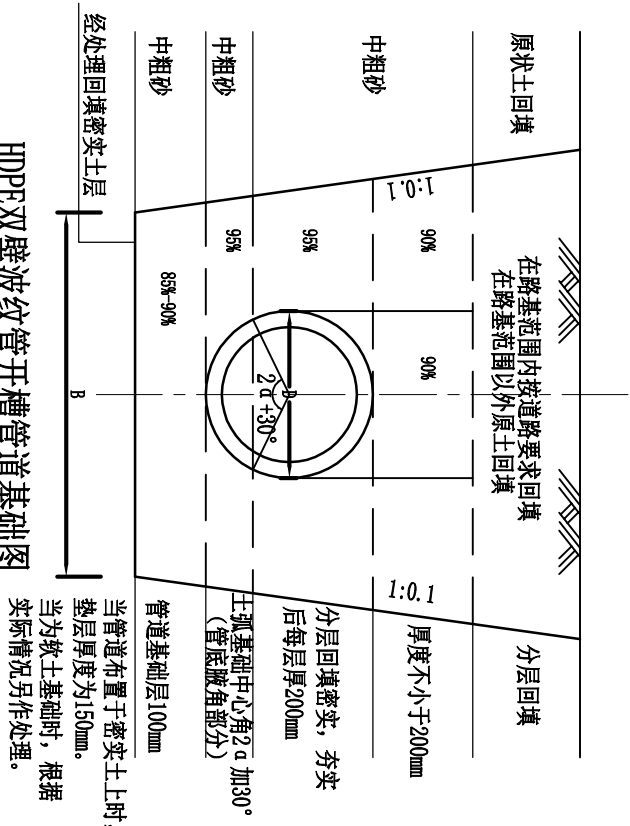 原状土回填
中粗砂
中粗砂
中粗砂
经处理回填密实土层
1:0.1
1:0.1
在路基范围内按道路要求回填
在路基范围以外原土回填
90%
90%
95%
95%
85%-90%
D
2α+30°
B
分层回填
厚度不小于200mm
分层回填密实，夯实
后每层厚200mm
土弧基础中心角2α加30°
(管底腋角部分)
管道基础层100mm
当管道布置于密实土上时,
垫层厚度为150mm。
当为软土基础时，根据
实际情况另作处理。
HDPE双壁波纹管开槽管道基础图